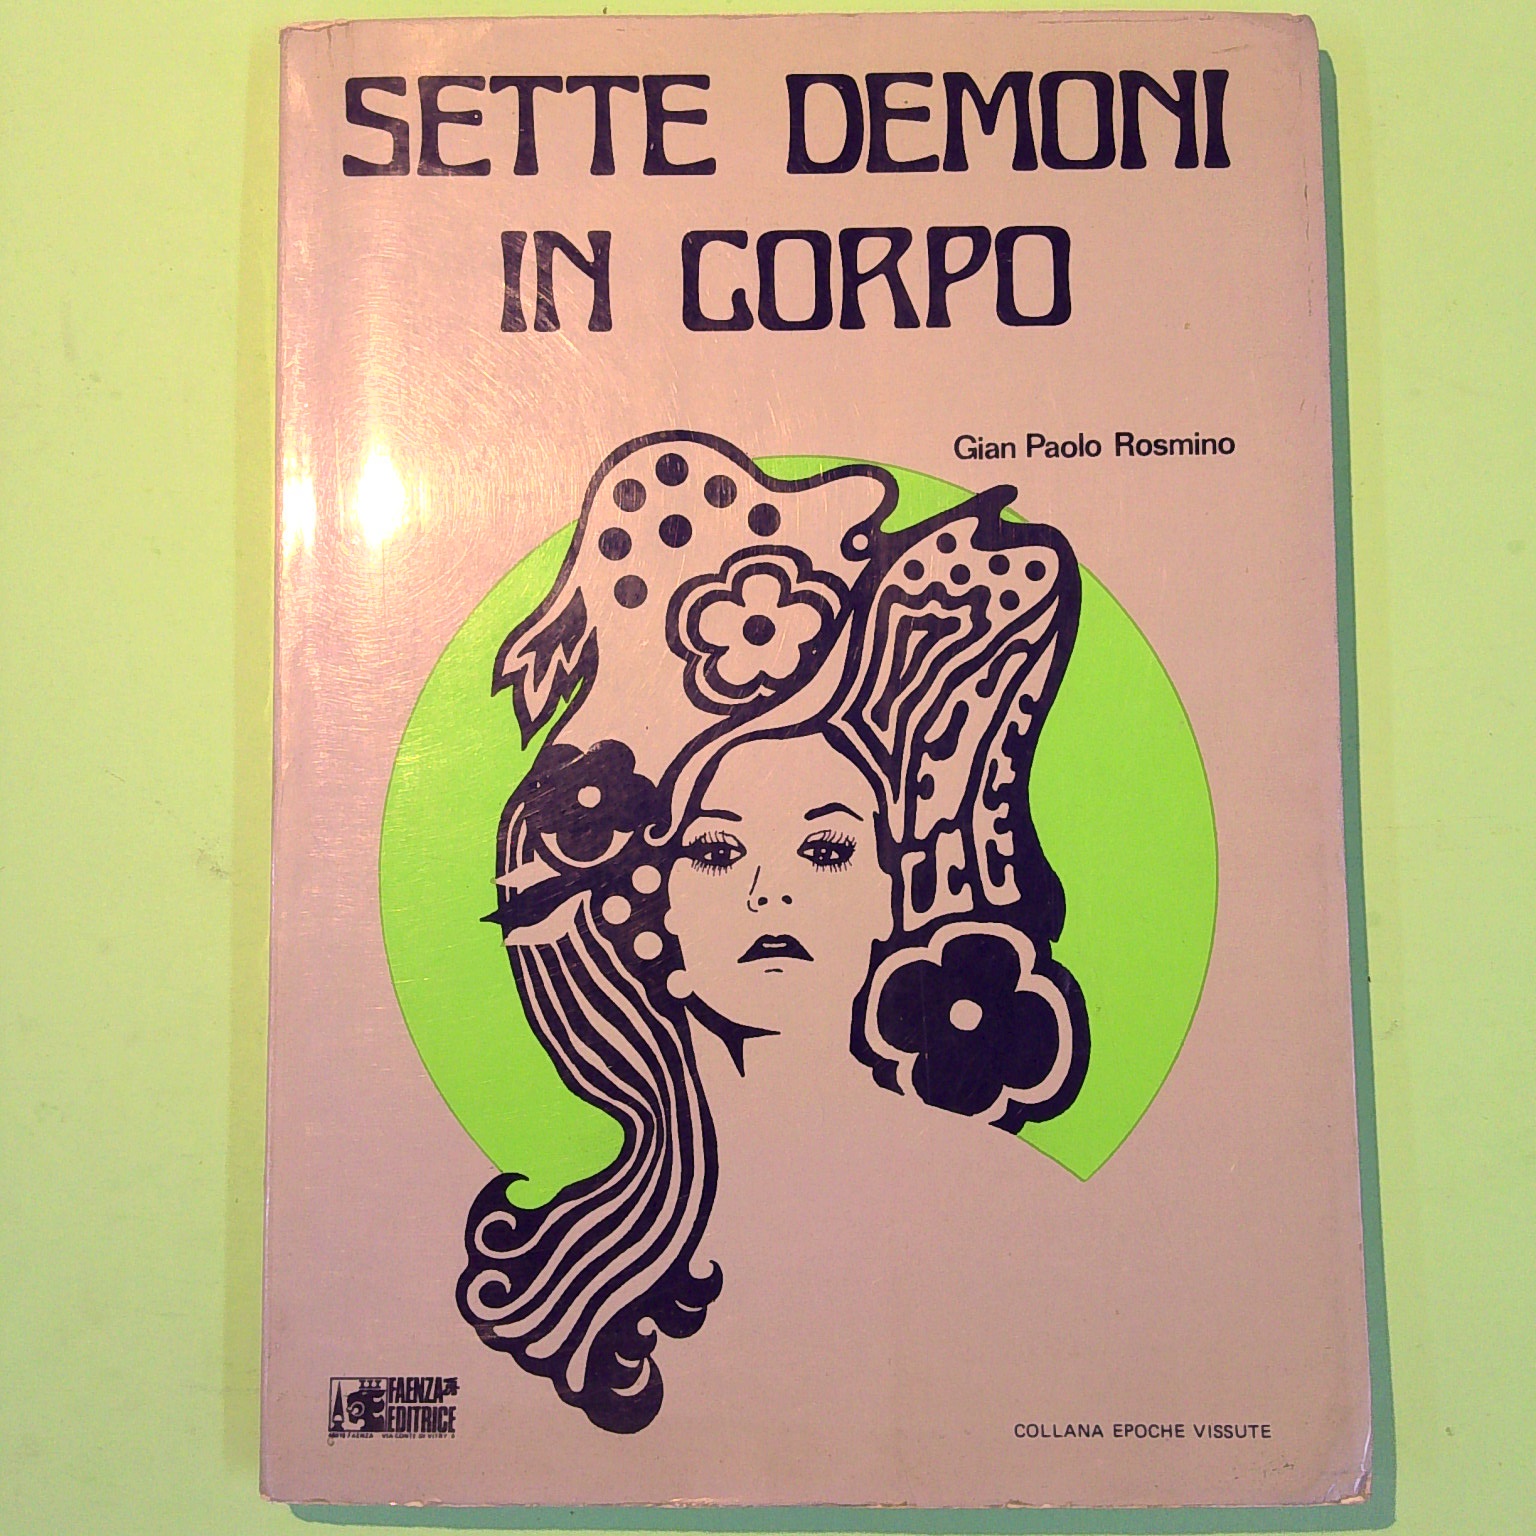 SETTE DEMONI
IN CORPO
Gian Paolo Rosmino
FAENZA
EDITRICE
COLLANA EPOCHE VISSUTE